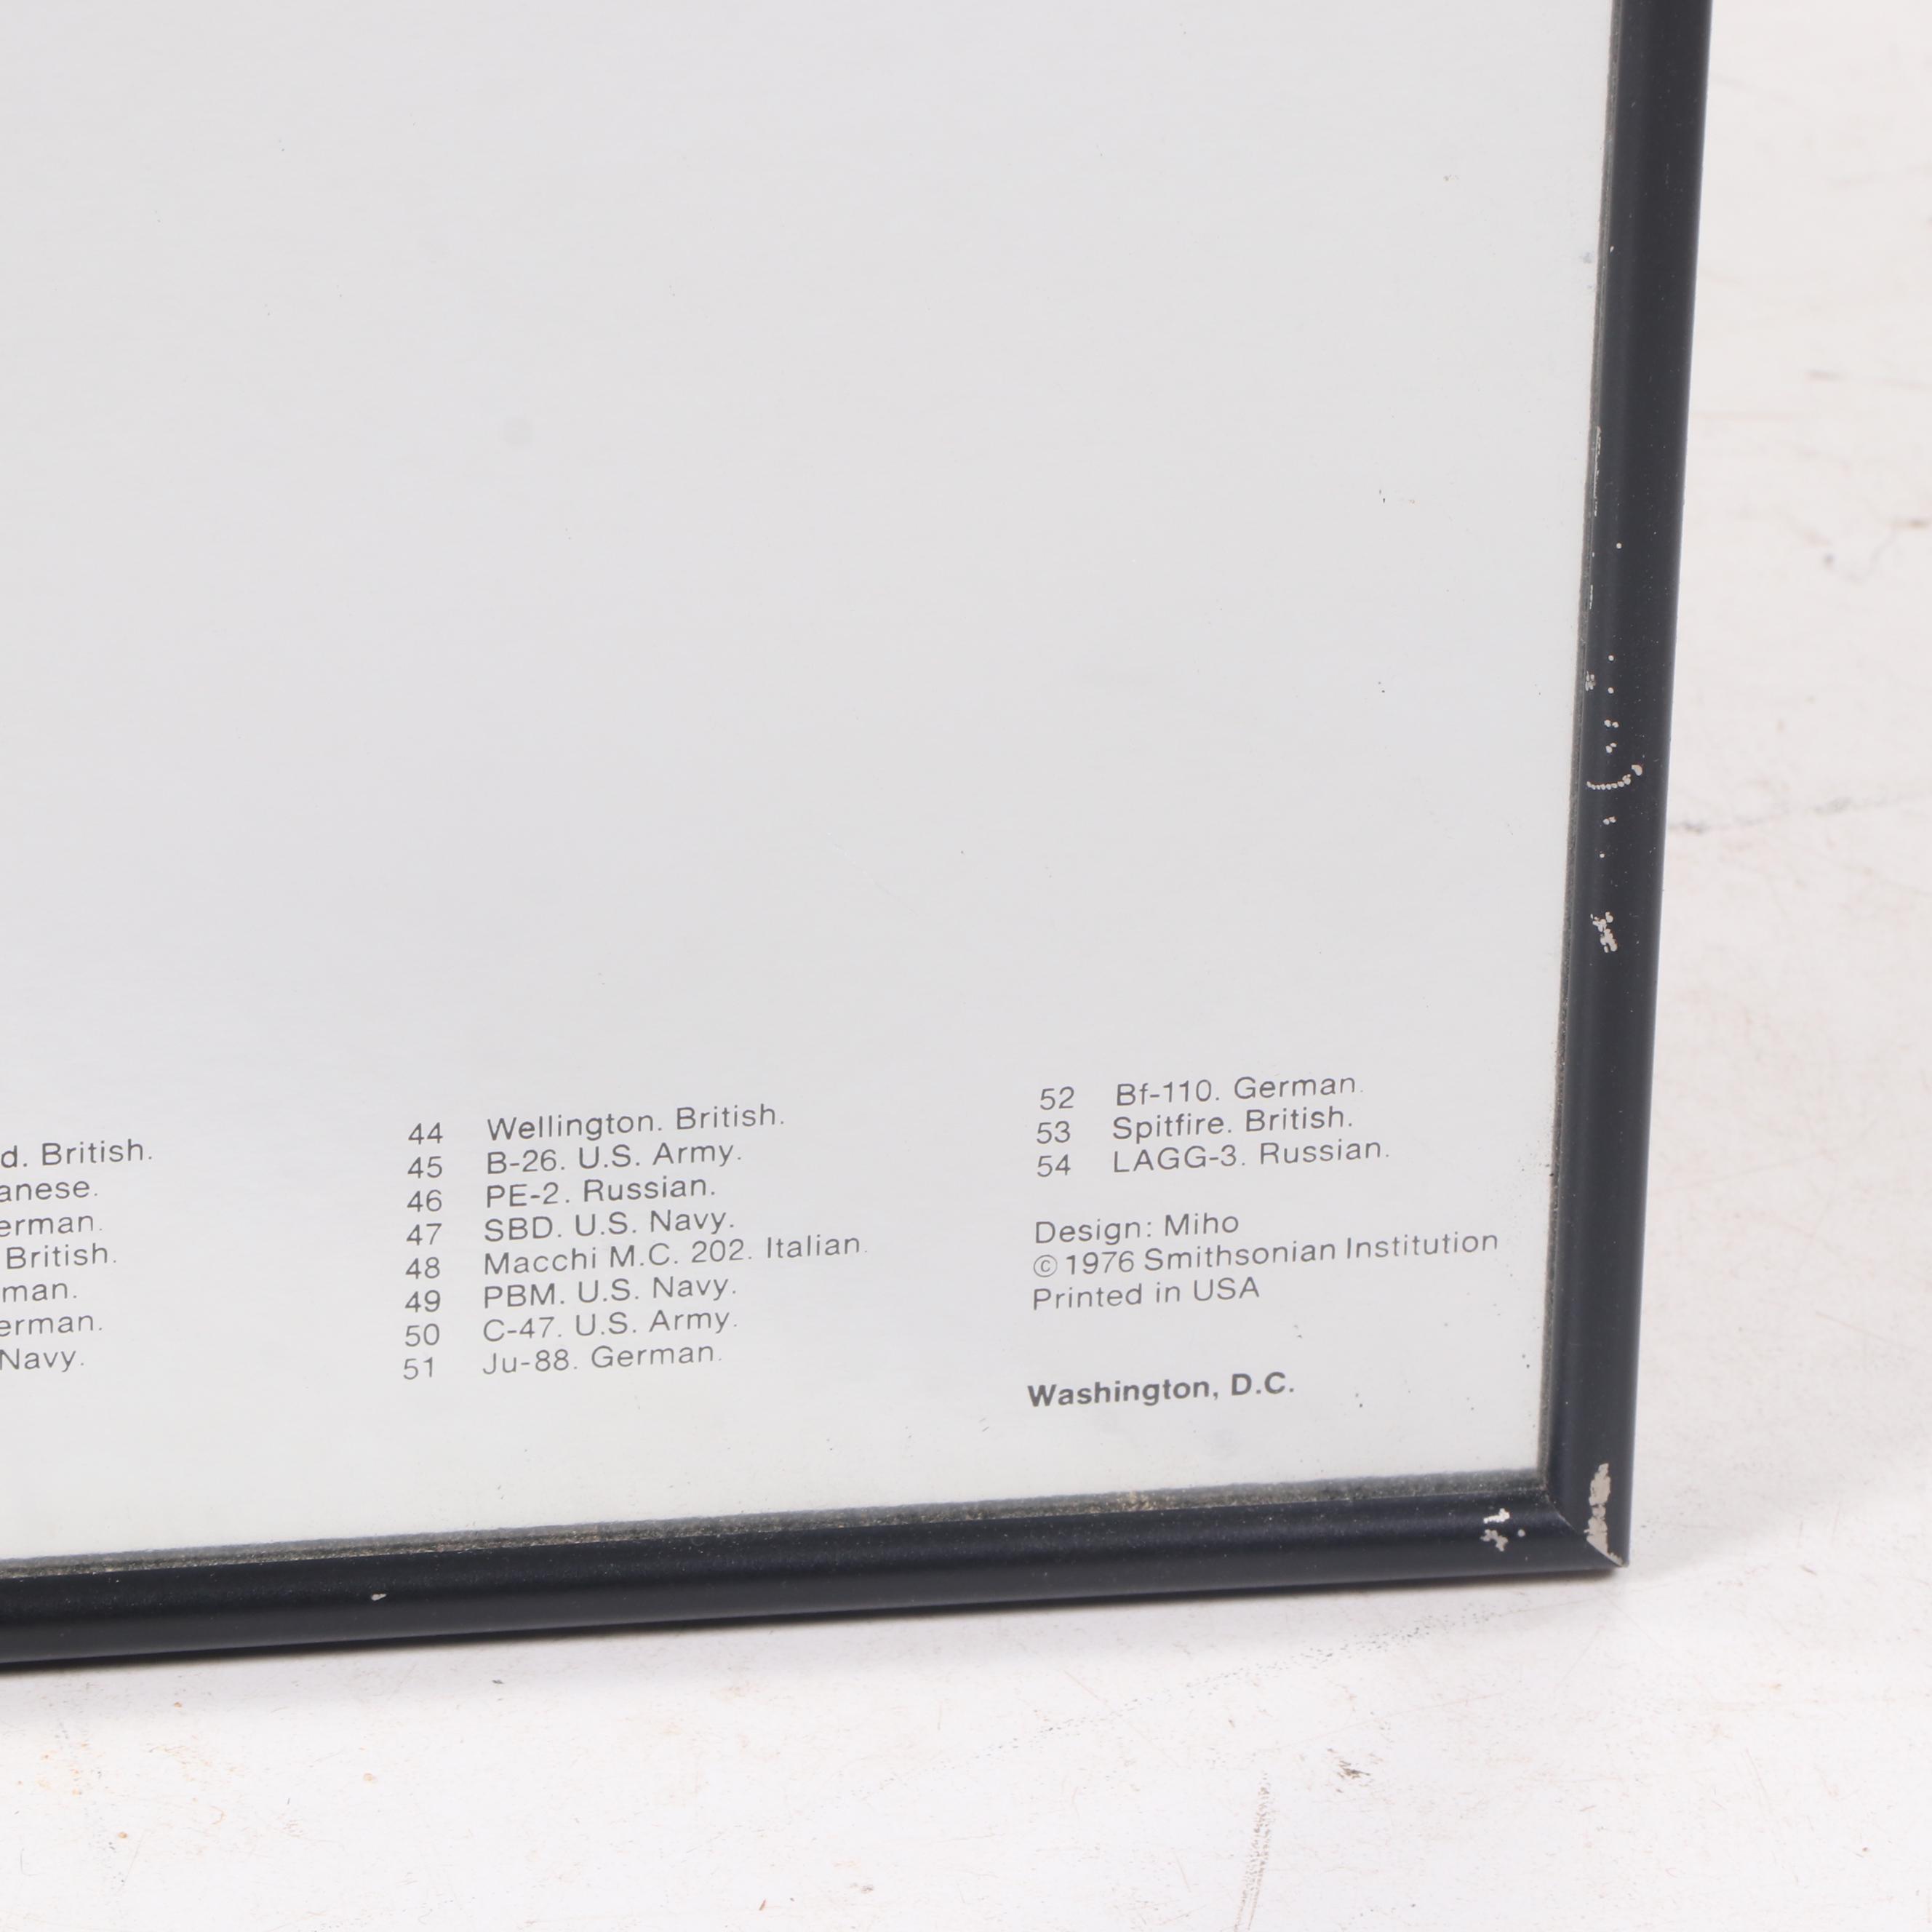 d. British.
anese.
erman.
British.
man.
erman.
Navy.
44 Wellington. British.
45 B-26. U.S. Army.
46 PE-2. Russian.
47 SBD. U.S. Navy.
48 Macchi M.C. 202. Italian.
49 PBM. U.S. Navy.
50 C-47. U.S. Army.
51 Ju-88. German.
52 Bf-110. German.
53 Spitfire. British.
54 LAGG-3. Russian.
Design: Miho
© 1976 Smithsonian Institution
Printed in USA
Washington, D.C.